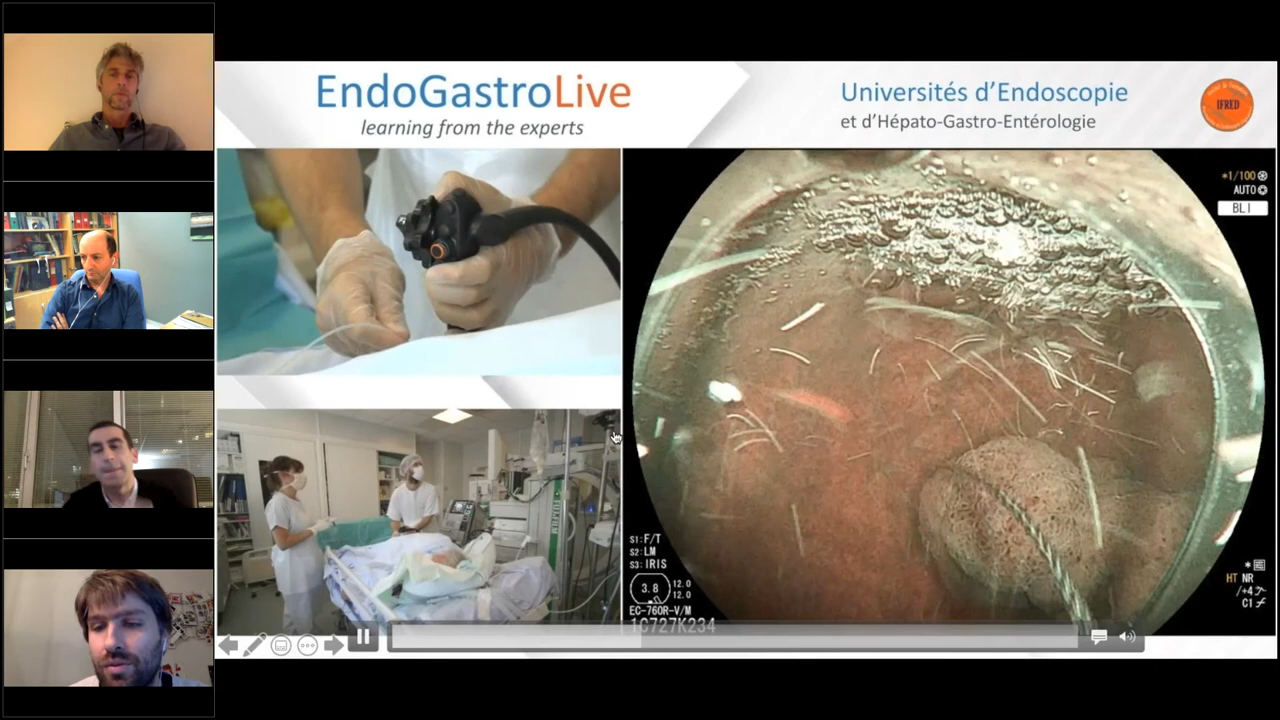 EndoGastroLive
learning from the experts
Universités d'Endoscopie
et d'Hépato-Gastro-Entérologie
IFRED
*1/100
AUTO
BLI
S1:F/T
S2:LM
S3:IRIS
3.8
12.0
12.0
EC-760R-V/M
1C727K234
*
HT NR
/+4
C1